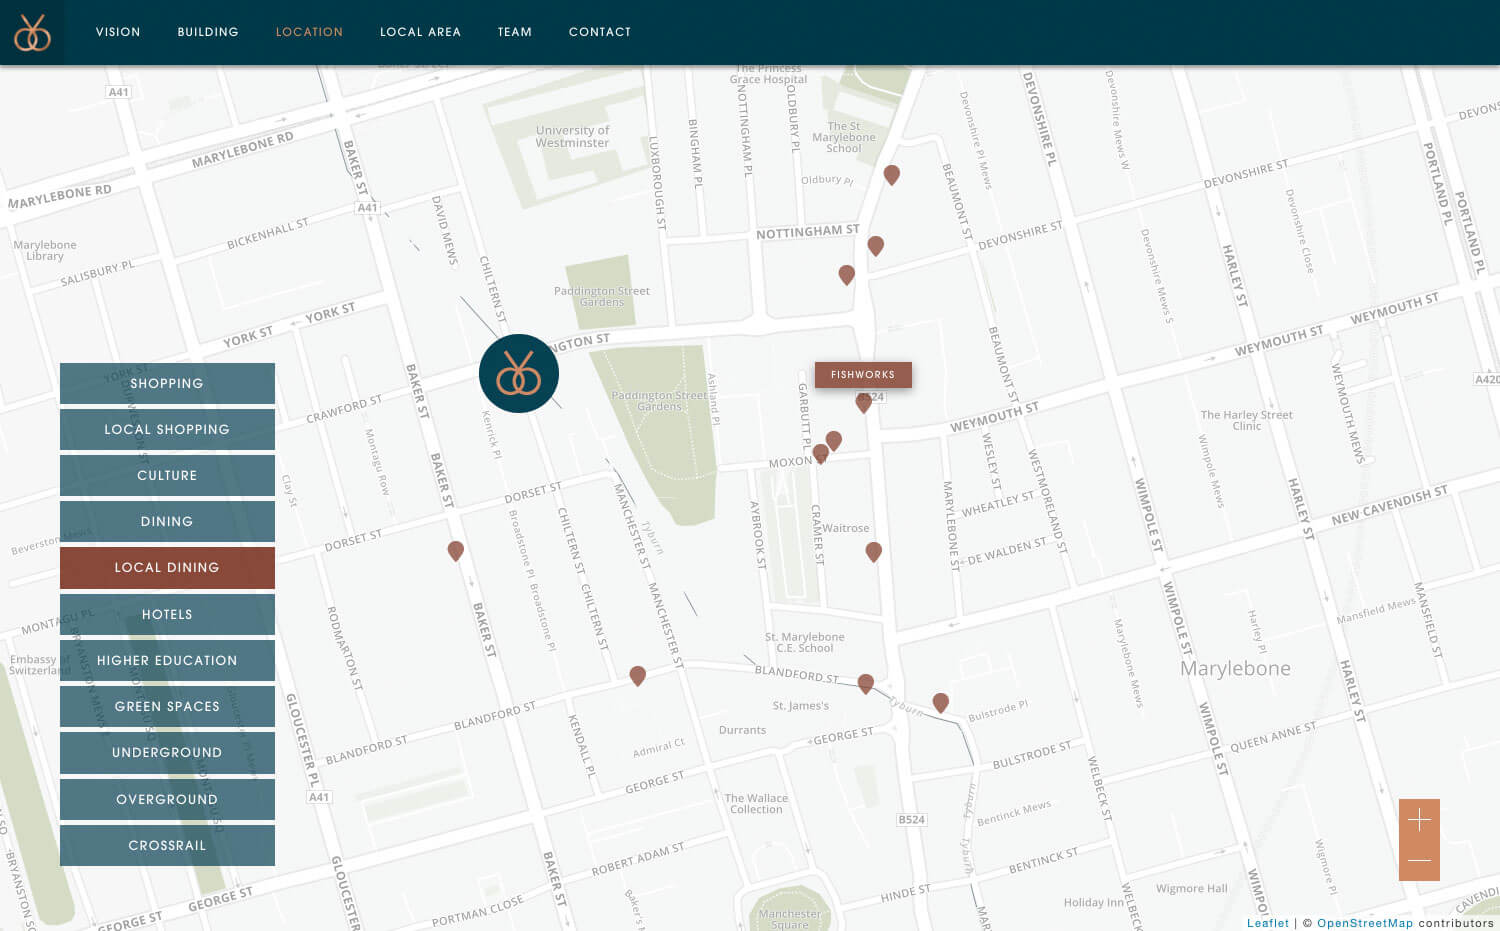 VISION
BUILDING
LOCATION
LOCAL AREA
TEAM
CONTACT
The Princess
Grace Hospital
A41
University of
Westminster
The St
Marylebone
School
MARYLEBONE RD
MARYLEBONE RD
BAKER ST
A41
DAVID MEWS
BICKENHALL ST
Marylebone
Library
SALISBURY PL
CHILTERN ST
LUXBOROUGH ST
BINGHAM PL
NOTTINGHAM PL
OLDBURY PL
Oldbury Pl
NOTTINGHAM ST
BEAUMONT ST
Devonshire Pl Mews
DEVONSHIRE PL
Devonshire Mews W
DEVONSHIRE ST
DEVONSHIRE ST
Devonshire Mews S
Devonshire Close
HARLEY ST
PORTLAND PL
PORTLAND PL
Paddington Street
Gardens
YORK ST
YORK ST
YORK ST
BAKER ST
CRAWFORD ST
Paddington Street
Gardens
Ashland Pl
GARBUTT PL
FISHWORKS
B524
BEAUMONT ST
WEYMOUTH ST
WEYMOUTH ST
WEYMOUTH ST
WEYMOUTH MEWS
The Harley Street
Clinic
Wimpole Mews
SHOPPING
LOCAL SHOPPING
CULTURE
DINING
LOCAL DINING
HOTELS
HIGHER EDUCATION
GREEN SPACES
UNDERGROUND
OVERGROUND
CROSSRAIL
Montagu Row
Clay St
Kenrick Pl
BAKER ST
DORSET ST
DORSET ST
Broadstone Pl
Broadstone Pl
CHILTERN ST
CHILTERN ST
MANCHESTER ST
MANCHESTER ST
Tyburn
MOXON ST
AYBROOK ST
CRAMER ST
Waitrose
MARYLEBONE ST
WESLEY ST
WHEATLEY ST
WESTMORELAND ST
DE WALDEN ST
WIMPOLE ST
HARLEY ST
NEW CAVENDISH ST
Beverston Mews
MONTAGU PL
Embassy of
Switzerland
BRYANSTON MEWS
Gloucester Pl Mews
RODMARTON ST
BAKER ST
St. Marylebone
C.E. School
BLANDFORD ST
BLANDFORD ST
BLANDFORD ST
St. James's
Durrants
Tyburn
Bulstrode Pl
Marylebone Mews
WIMPOLE ST
Harley Pl
Mansfield Mews
MANSFIELD ST
Marylebone
HARLEY ST
GLOUCESTER PL
A41
KENDALL PL
Admiral Ct
GEORGE ST
GEORGE ST
GEORGE ST
BULSTRODE ST
QUEEN ANNE ST
WELBECK ST
WIMPOLE ST
The Wallace
Collection
B524
Tyburn
Tyburn
Bentinck Mews
BENTINCK ST
ROBERT ADAM ST
HINDE ST
PORTMAN CLOSE
BAKER ST
Manchester
Square
Holiday Inn
Wigmore Hall
Wigmore Pl
Leaflet | © OpenStreetMap contributors